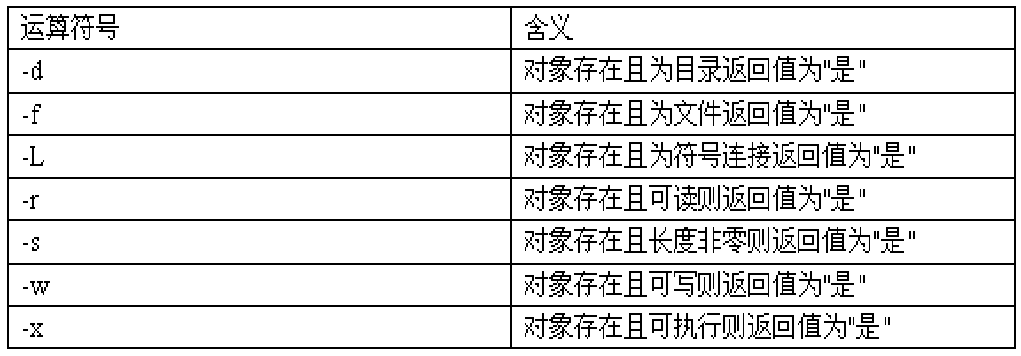 运算符号 含义
-d 对象存在且为目录返回值为"是"
-f 对象存在且为文件返回值为"是"
-L 对象存在且为符号连接返回值为"是"
-r 对象存在且可读则返回值为"是"
-s 对象存在且长度非零则返回值为"是"
-w 对象存在且可写则返回值为"是"
-x 对象存在且可执行则返回值为"是"